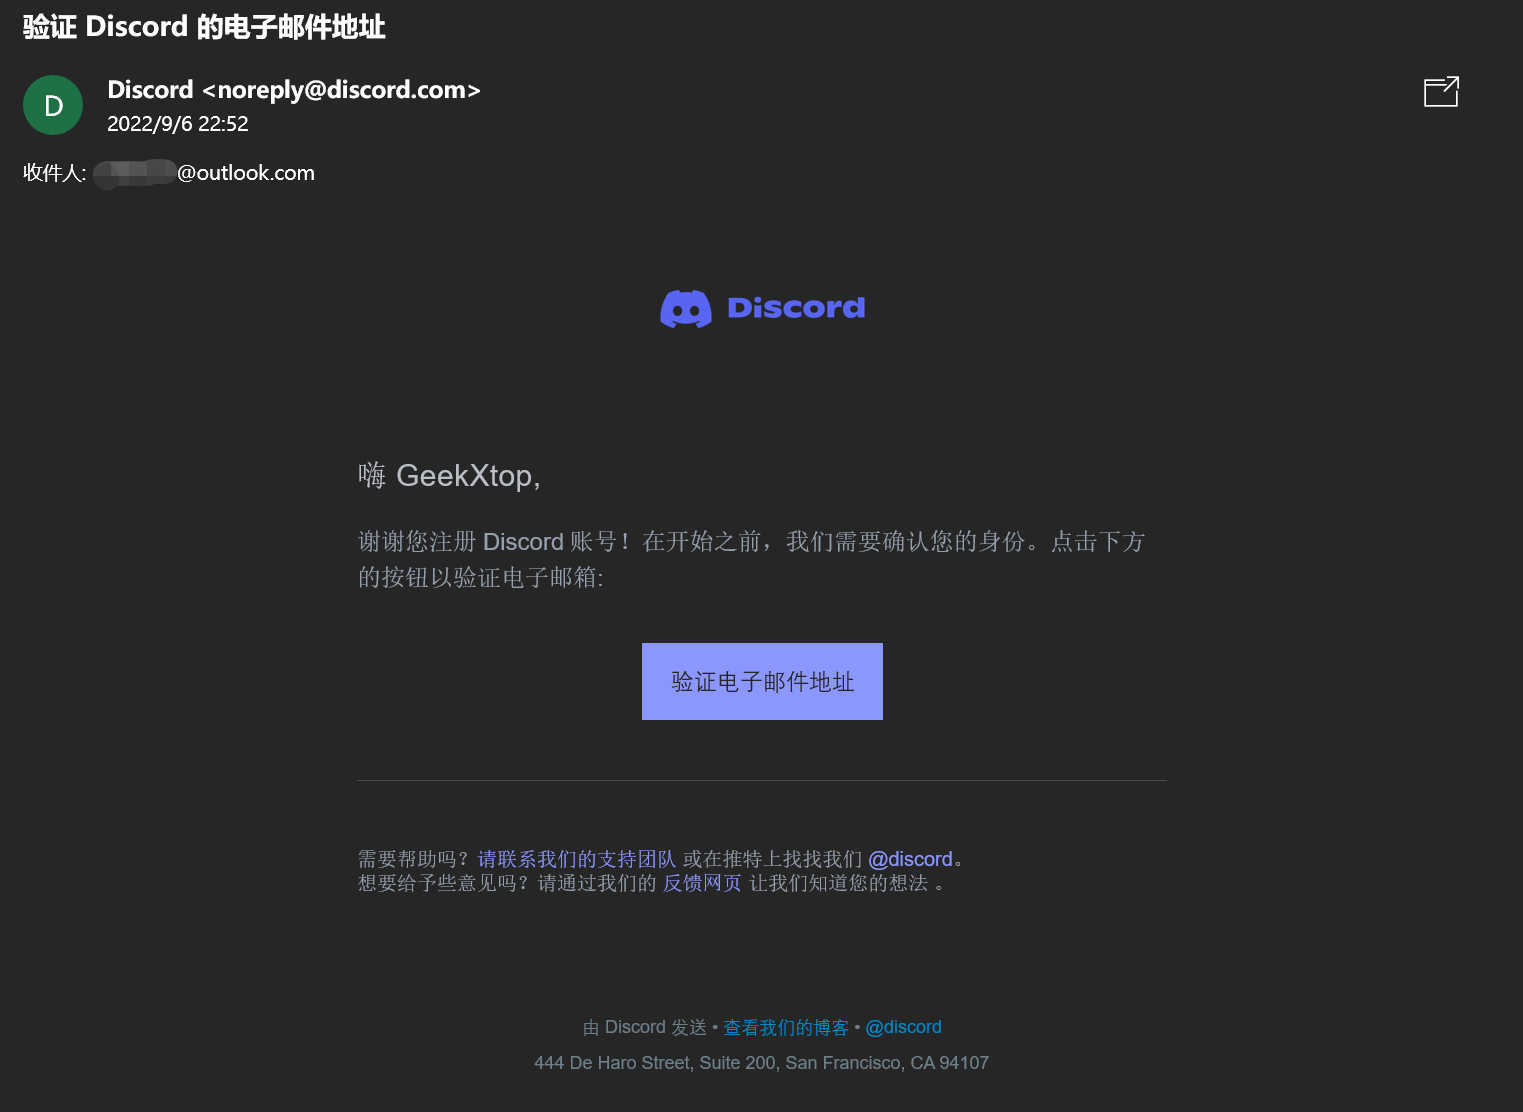 验证 Discord 的电子邮件地址
D
Discord <noreply@discord.com>
2022/9/6 22:52
收件人: @outlook.com
Discord
嗨 GeekXtop,
谢谢您注册 Discord 账号！在开始之前，我们需要确认您的身份。点击下方
的按钮以验证电子邮箱:
验证电子邮件地址
需要帮助吗？请联系我们的支持团队 或在推特上找找我们 @discord。
想要给予些意见吗？请通过我们的 反馈网页 让我们知道您的想法 。
由 Discord 发送 • 查看我们的博客 • @discord
444 De Haro Street, Suite 200, San Francisco, CA 94107